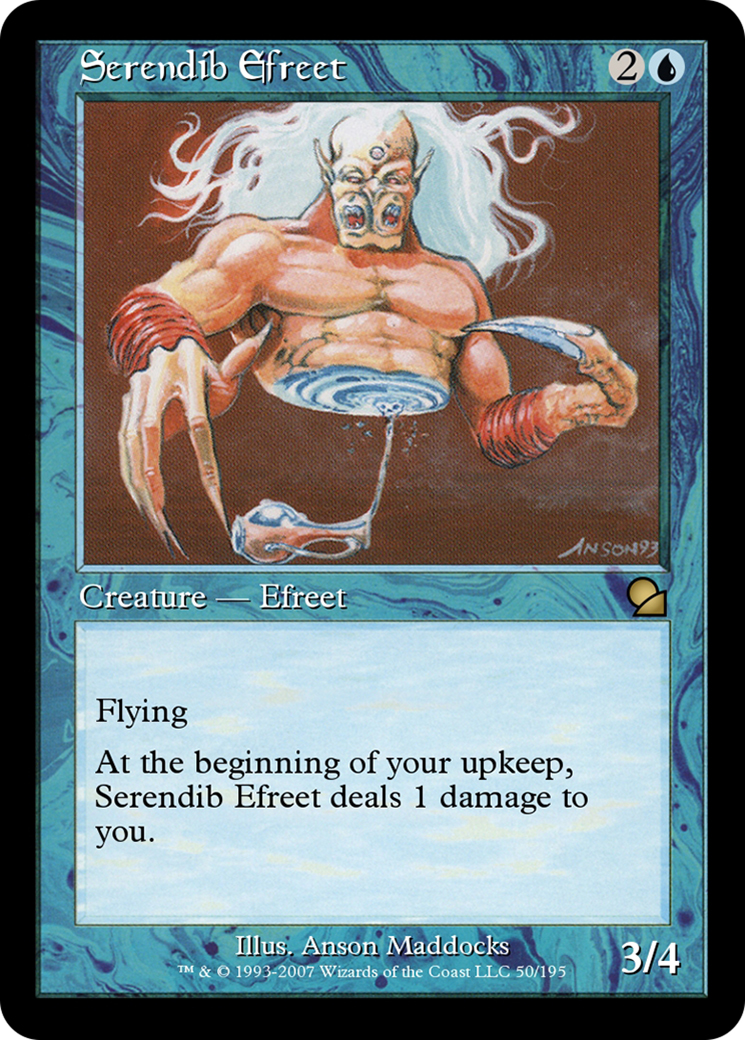 Serendib Efreet 2
ANSON93
Creature — Efreet
Flying
At the beginning of your upkeep,
Serendib Efreet deals 1 damage to
you.
Illus. Anson Maddocks
™ & © 1993-2007 Wizards of the Coast LLC 50/195
3/4